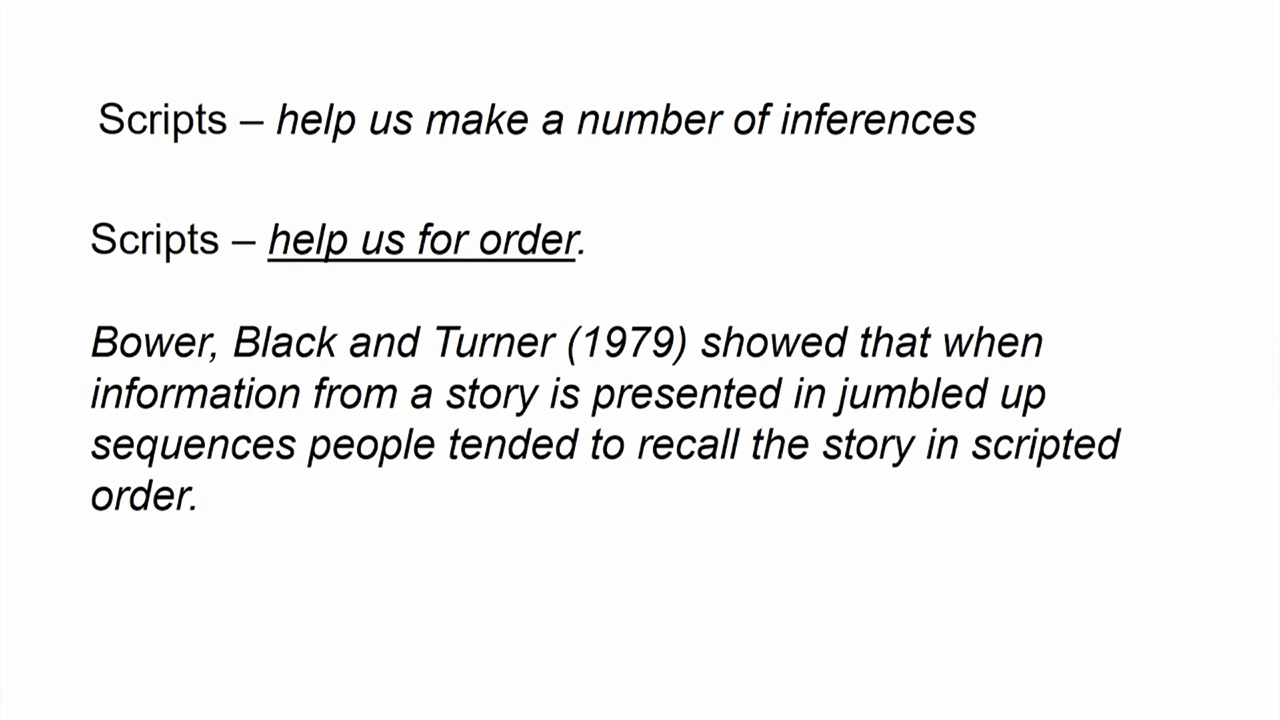 Scripts – help us make a number of inferences
Scripts – help us for order.
Bower, Black and Turner (1979) showed that when
information from a story is presented in jumbled up
sequences people tended to recall the story in scripted
order.